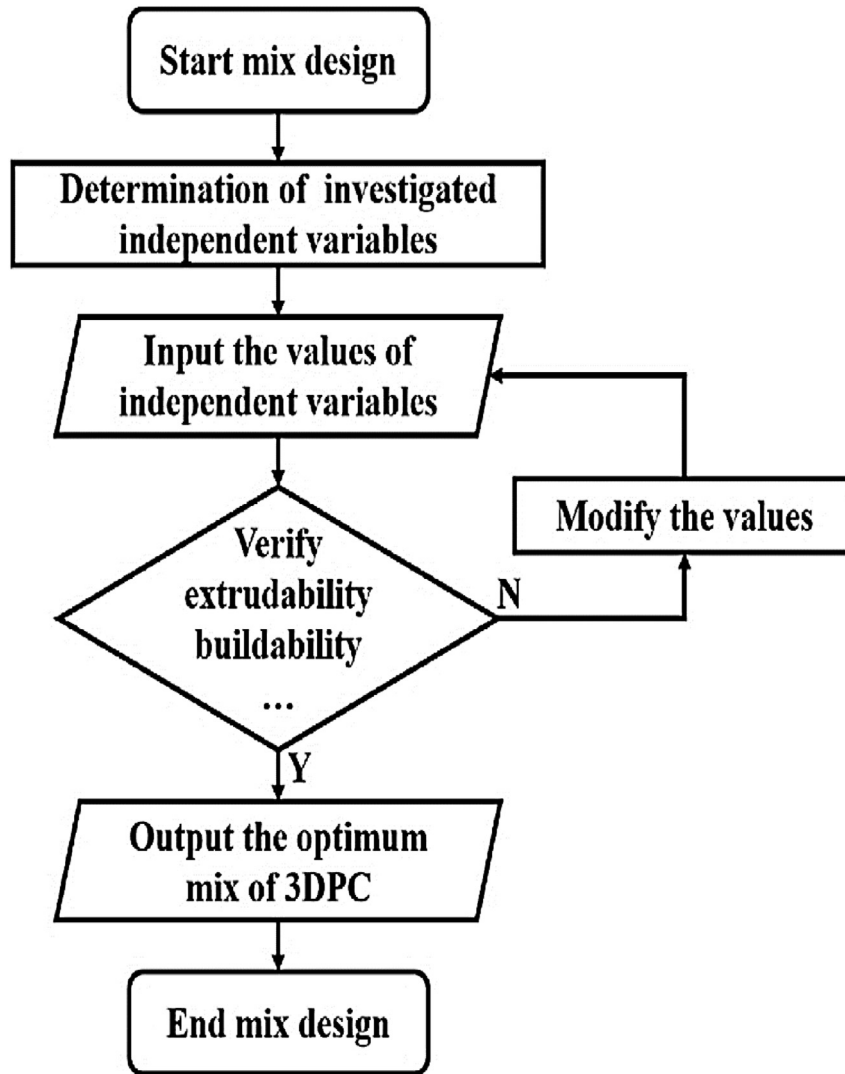 Start mix design
Determination of investigated
independent variables
Input the values of
independent variables
Modify the values
Verify
extrudability
buildability
...
N
Y
Output the optimum
mix of 3DPC
End mix design